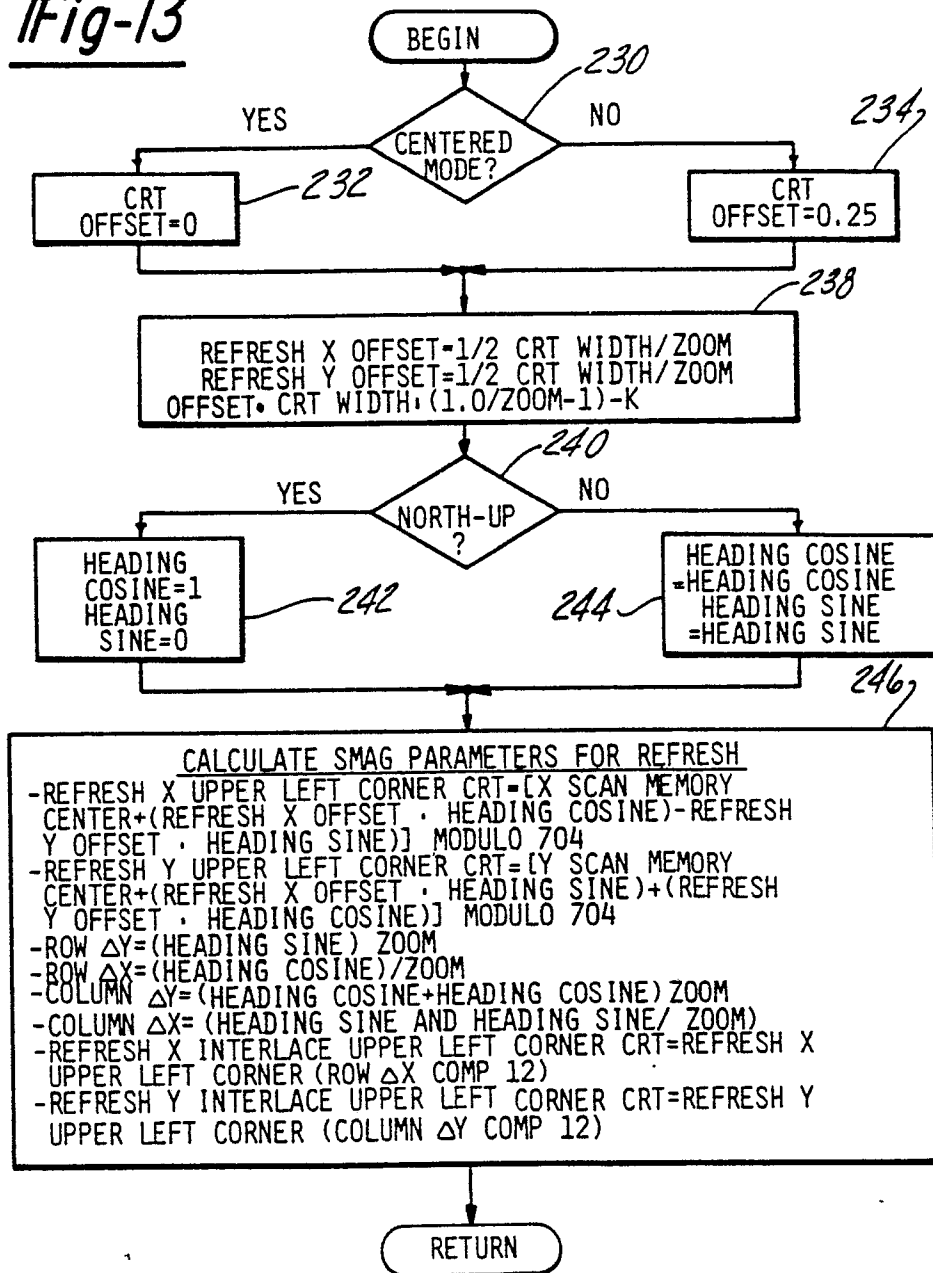 Fig-13
BEGIN
230
YES
NO
234
CENTERED
MODE?
CRT
OFFSET=0
232
CRT
OFFSET=0.25
238
REFRESH X OFFSET=1/2 CRT WIDTH/ZOOM
REFRESH Y OFFSET=1/2 CRT WIDTH/ZOOM
OFFSET· CRT WIDTH·(1.0/ZOOM-1)-K
240
YES
NO
NORTH-UP
?
HEADING
COSINE=1
HEADING
SINE=0
242
HEADING COSINE
=HEADING COSINE
HEADING SINE
=HEADING SINE
244
246
CALCULATE SMAG PARAMETERS FOR REFRESH
-REFRESH X UPPER LEFT CORNER CRT=[X SCAN MEMORY
CENTER+(REFRESH X OFFSET · HEADING COSINE)-REFRESH
Y OFFSET · HEADING SINE)] MODULO 704
-REFRESH Y UPPER LEFT CORNER CRT=[Y SCAN MEMORY
CENTER+(REFRESH X OFFSET · HEADING SINE)+(REFRESH
Y OFFSET · HEADING COSINE)] MODULO 704
-ROW △Y=(HEADING SINE) ZOOM
-ROW △X=(HEADING COSINE)/ZOOM
-COLUMN △Y=(HEADING COSINE+HEADING COSINE)ZOOM
-COLUMN △X=(HEADING SINE AND HEADING SINE/ ZOOM)
-REFRESH X INTERLACE UPPER LEFT CORNER CRT=REFRESH X
UPPER LEFT CORNER (ROW △X COMP 12)
-REFRESH Y INTERLACE UPPER LEFT CORNER CRT=REFRESH Y
UPPER LEFT CORNER (COLUMN △Y COMP 12)
RETURN